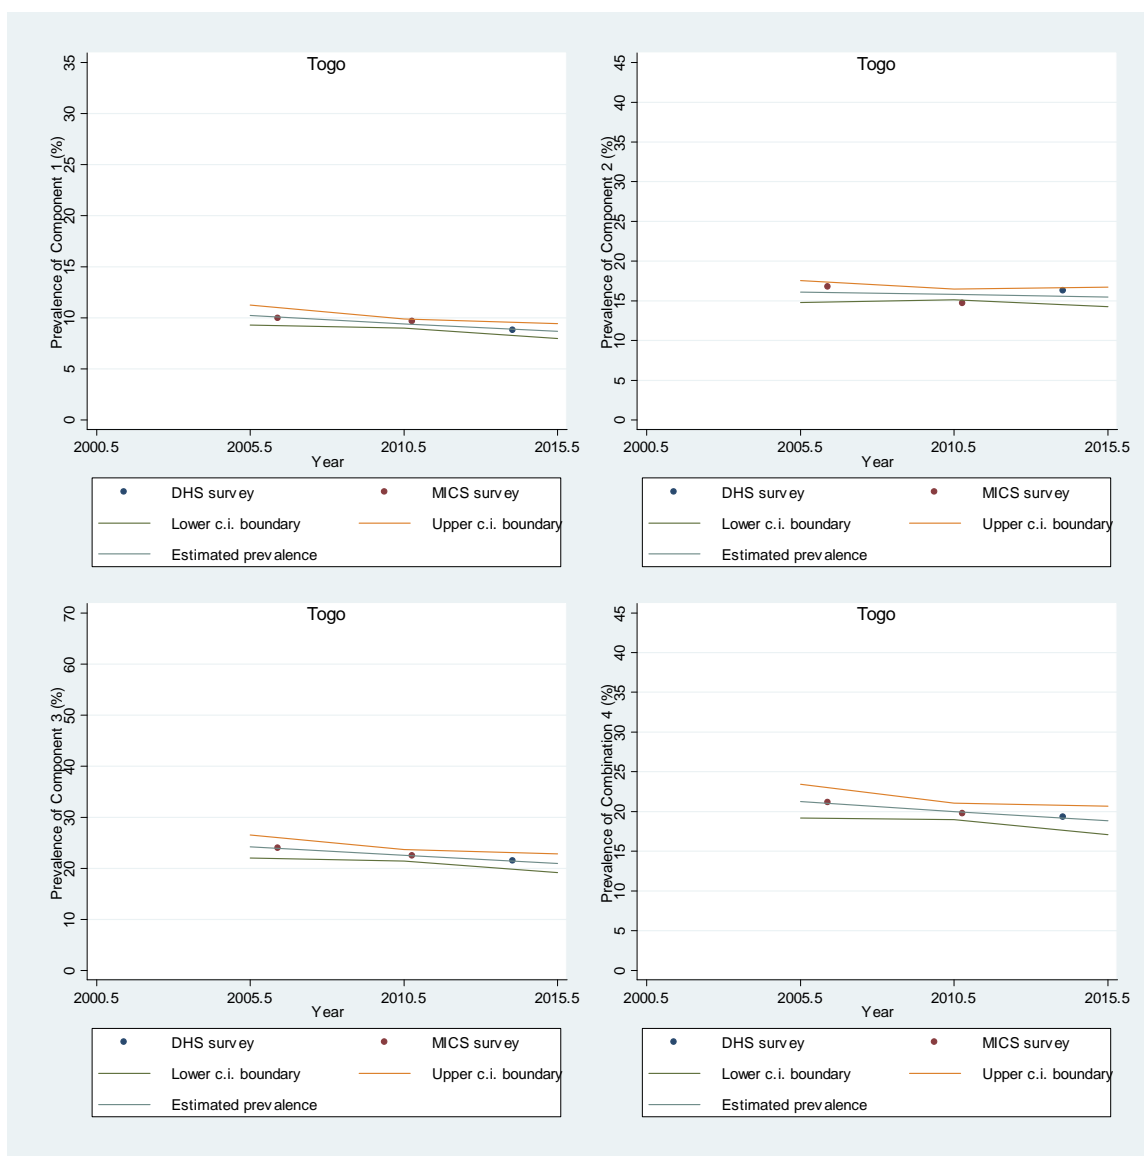 Togo
Prevalence of Component 1 (%)
35
30
25
20
15
10
5
0
2000.5 2005.5 2010.5 2015.5
Year
DHS survey MICS survey
Lower c.i. boundary Upper c.i. boundary
Estimated prevalence
Togo
Prevalence of Component 2 (%)
45
40
35
30
25
20
15
10
5
0
2000.5 2005.5 2010.5 2015.5
Year
DHS survey MICS survey
Lower c.i. boundary Upper c.i. boundary
Estimated prevalence
Togo
Prevalence of Component 3 (%)
70
60
50
40
30
20
10
0
2000.5 2005.5 2010.5 2015.5
Year
DHS survey MICS survey
Lower c.i. boundary Upper c.i. boundary
Estimated prevalence
Togo
Prevalence of Combination 4 (%)
45
40
35
30
25
20
15
10
5
0
2000.5 2005.5 2010.5 2015.5
Year
DHS survey MICS survey
Lower c.i. boundary Upper c.i. boundary
Estimated prevalence